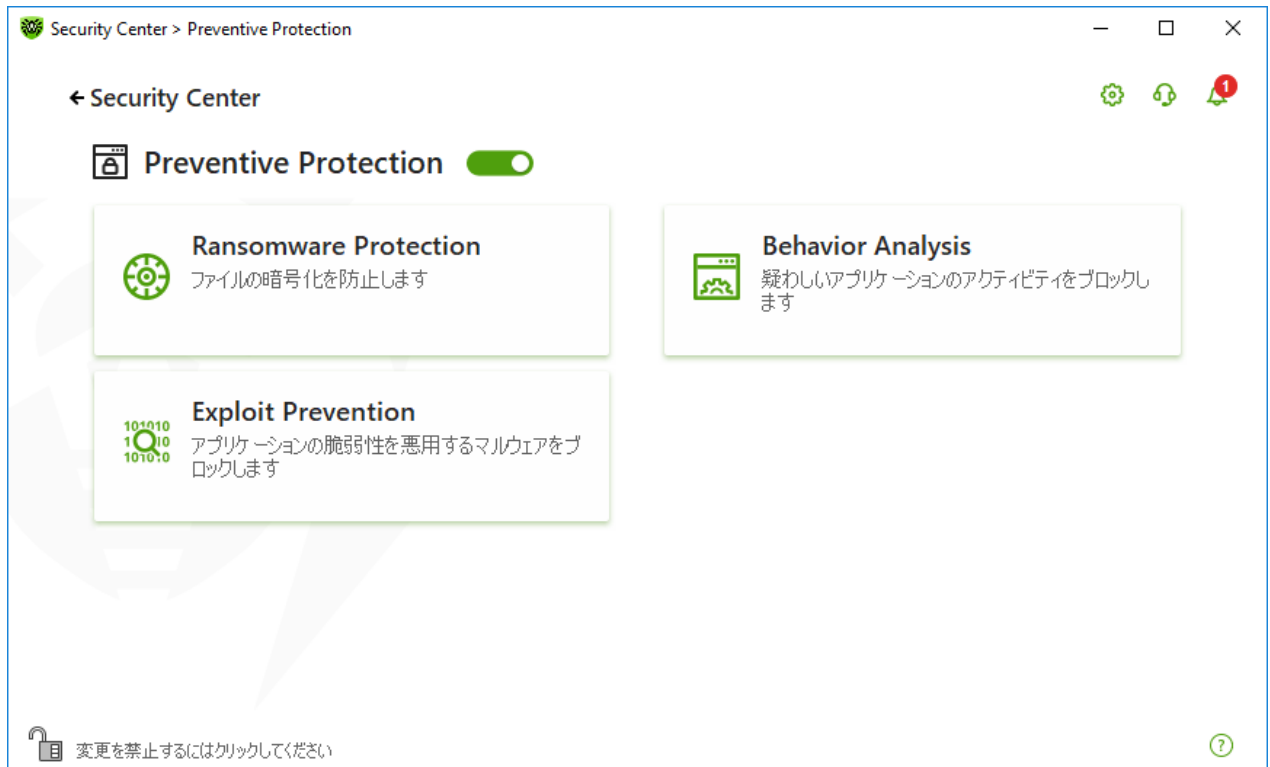 Security Center > Preventive Protection
Security Center
1
Preventive Protection
Ransomware Protection
ファイルの暗号化を防止します
Behavior Analysis
疑わしいアプリケーションのアクティビティをブロックし
ます
101010
1 10
1010:0
Exploit Prevention
アプリケーションの脆弱性を悪用するマルウェアをブ
ロックします
変更を禁止するにはクリックしてください
?